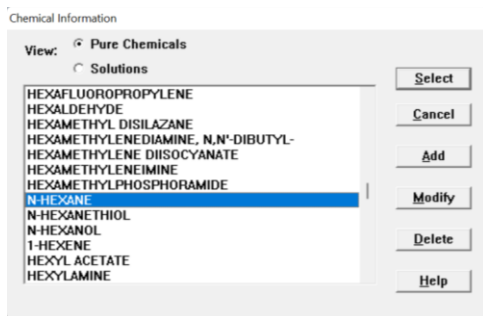 Chemical Information
View:
Pure Chemicals
Solutions
HEXAFLUOROPROPYLENE
HEXALDEHYDE
HEXAMETHYL DISILAZANE
HEXAMETHYLENEDIAMINE, N,N'-DIBUTYL-
HEXAMETHYLENE DIISOCYANATE
HEXAMETHYLENEIMINE
HEXAMETHYLPHOSPHORAMIDE
N-HEXANE
N-HEXANETHIOL
N-HEXANOL
1-HEXENE
HEXYL ACETATE
HEXYLAMINE
Select
Cancel
Add
Modify
Delete
Help